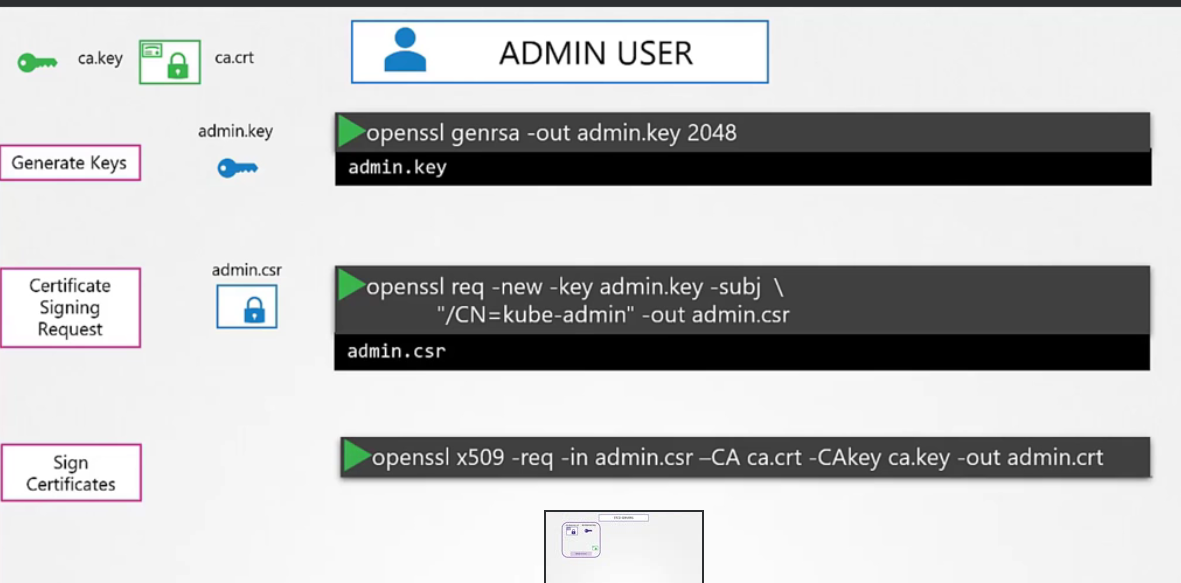 ca.key
ca.crt
ADMIN USER
admin.key
Generate Keys
openssl genrsa -out admin.key 2048
admin.key
admin.csr
Certificate
Signing
Request
openssl req -new -key admin.key -subj \
"/CN=kube-admin" -out admin.csr
admin.csr
Sign
Certificates
openssl x509 -req -in admin.csr –CA ca.crt -CAkey ca.key -out admin.crt